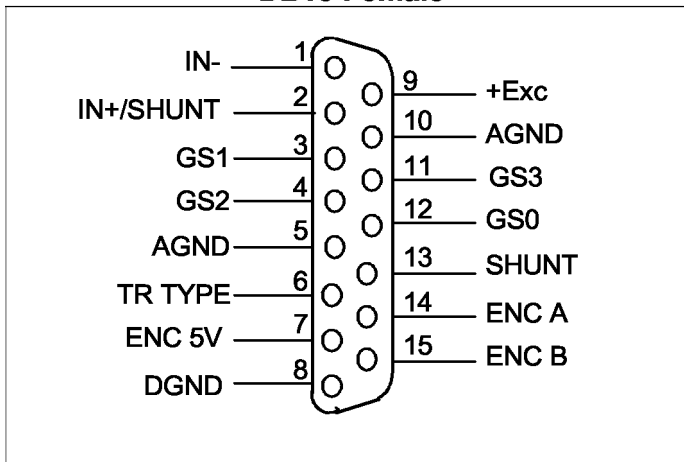 IN- 1
IN+/SHUNT 2
GS1 3
GS2 4
AGND 5
TR TYPE 6
ENC 5V 7
DGND 8
9 +Exc
10 AGND
11 GS3
12 GS0
13 SHUNT
14 ENC A
15 ENC B